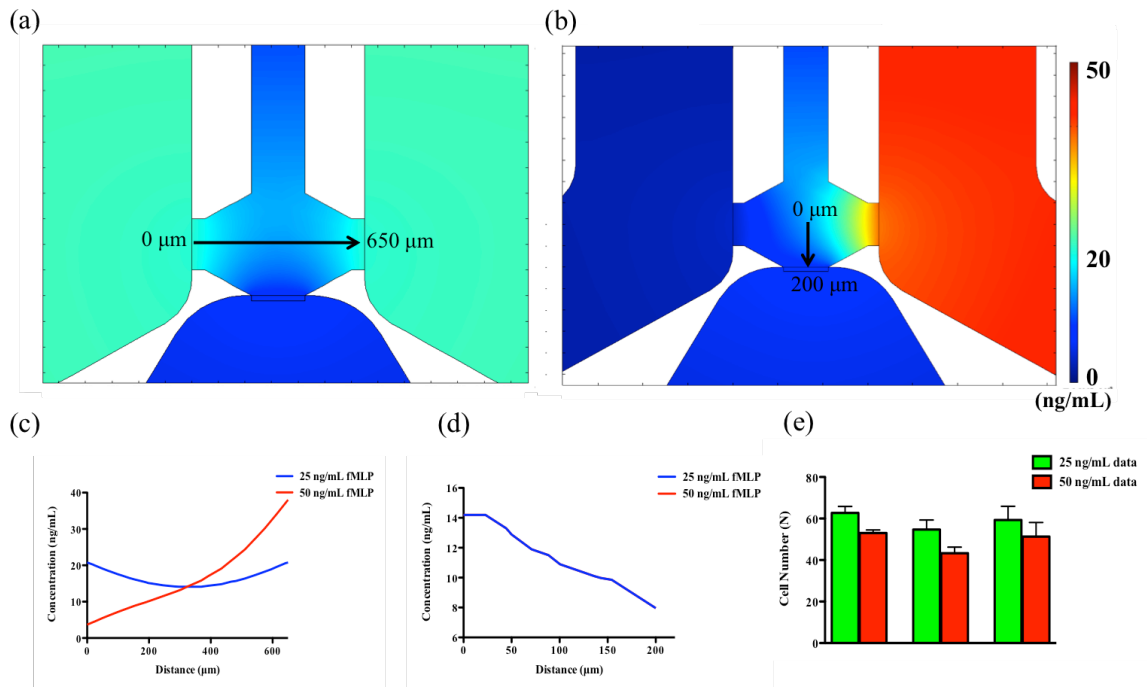 (a)
0 μm
650 μm
(b)
0 μm
200 μm
50
20
0
(ng/mL)
(c)
25 ng/mL fMLP
50 ng/mL fMLP
Concentration (ng/mL)
40
30
20
10
0
0 200 400 600
Distance (μm)
(d)
25 ng/mL fMLP
50 ng/mL fMLP
Concentration (ng/mL)
16
14
12
10
8
6
0 50 100 150 200
Distance (μm)
(e)
25 ng/mL data
50 ng/mL data
Cell Number (N)
80
60
40
20
0